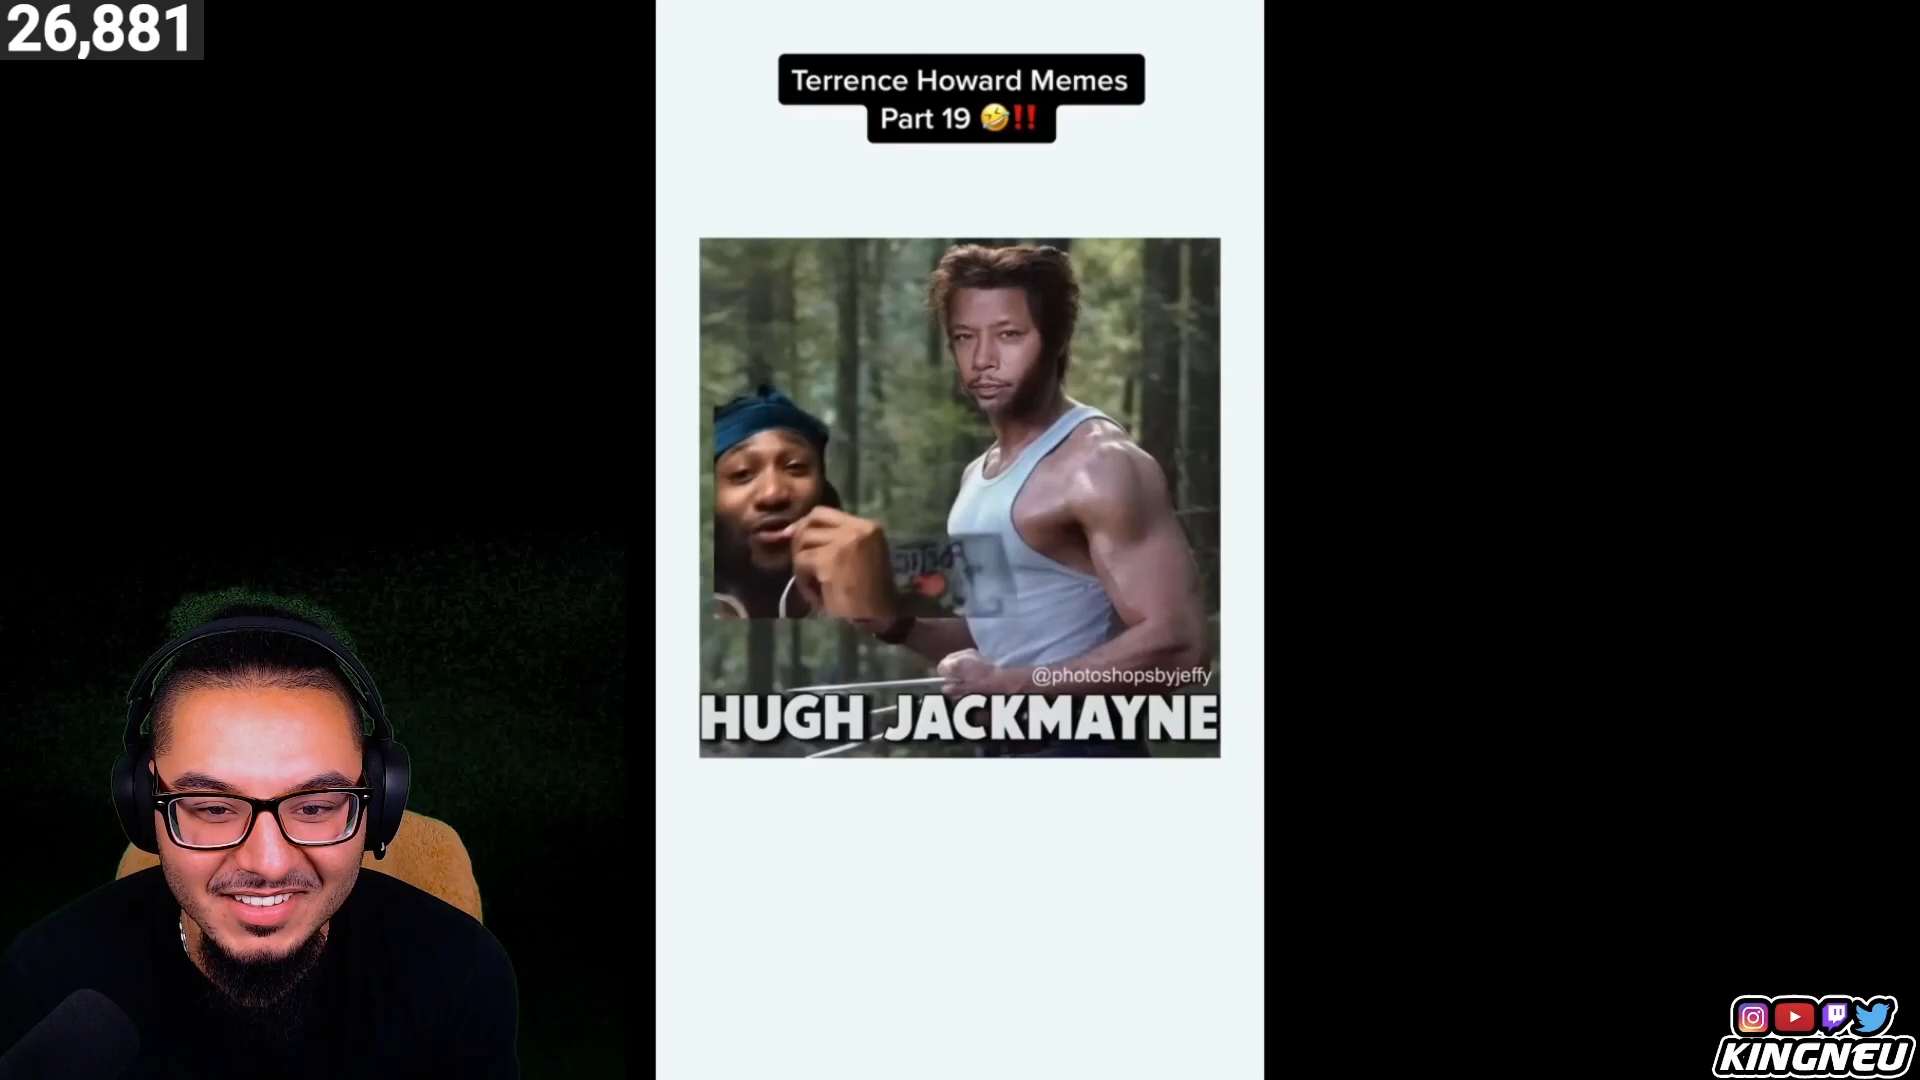 26,881
Terrence Howard Memes
Part 19 🤣‼️
@photoshopsbyjeffy
HUGH JACKMAYNE
KINGNEU